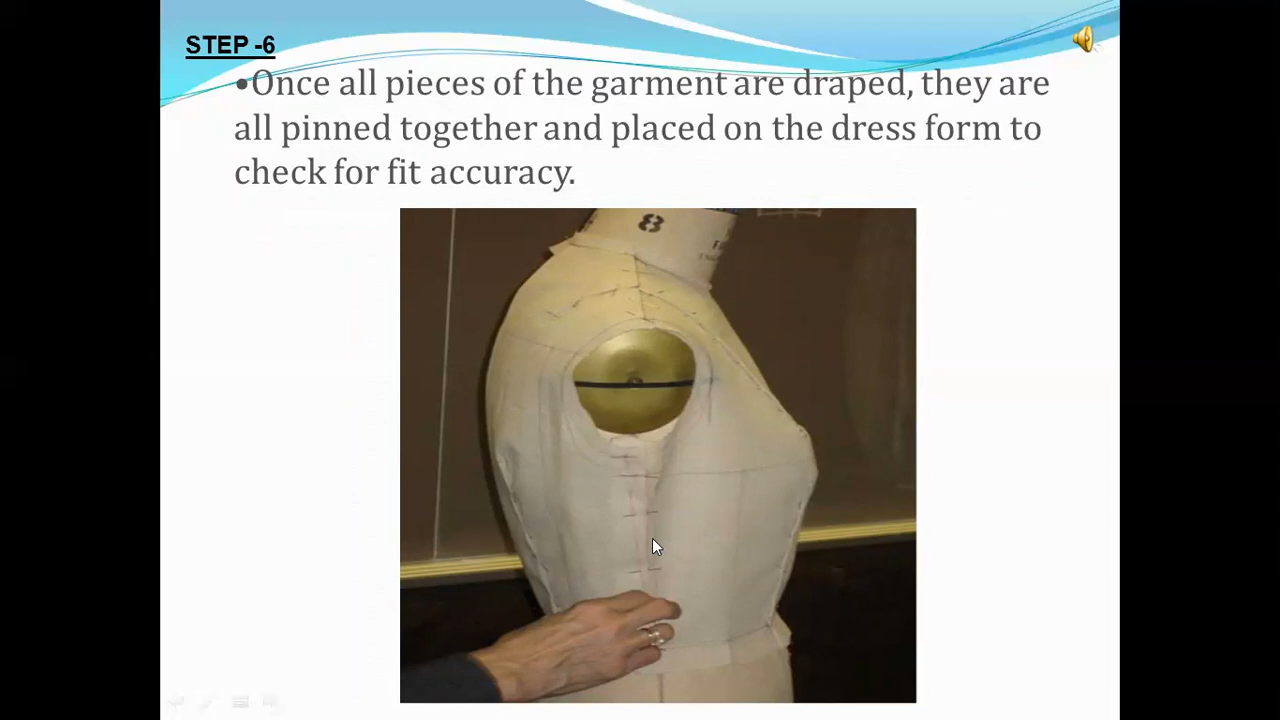 STEP -6
•Once all pieces of the garment are draped, they are
all pinned together and placed on the dress form to
check for fit accuracy.
8